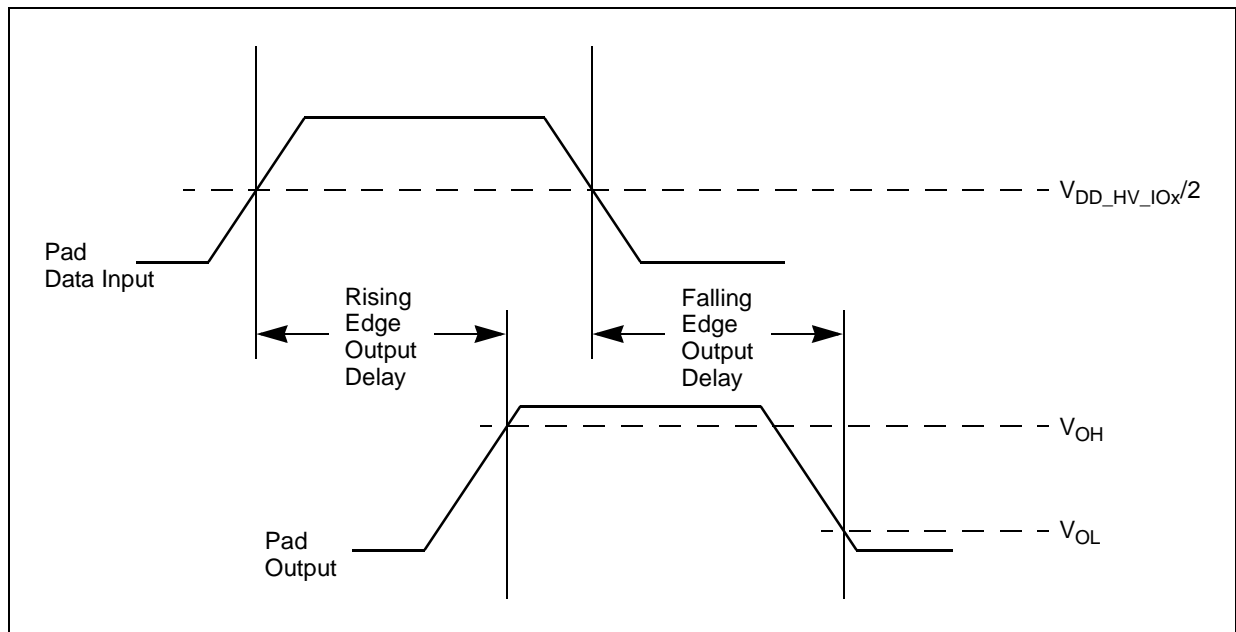 V_DD_HV_IOx/2
Pad
Data Input
Rising
Edge
Output
Delay
Falling
Edge
Output
Delay
V_OH
V_OL
Pad
Output